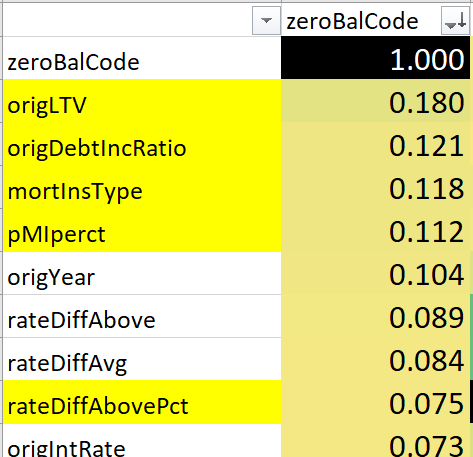 zeroBalCode
zeroBalCode 1.000
origLTV 0.180
origDebtIncRatio 0.121
mortInsType 0.118
pMIperct 0.112
origYear 0.104
rateDiffAbove 0.089
rateDiffAvg 0.084
rateDiffAbovePct 0.075
origIntRate 0.073